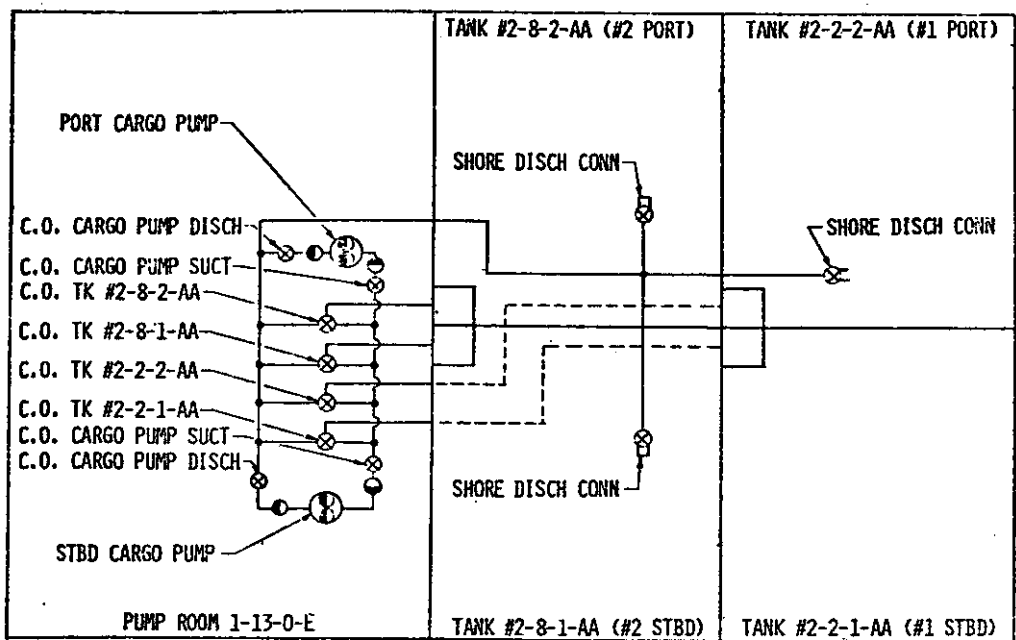 TANK #2-8-2-AA (#2 PORT)
TANK #2-2-2-AA (#1 PORT)
PORT CARGO PUMP
SHORE DISCH CONN
C.O. CARGO PUMP DISCH
SHORE DISCH CONN
C.O. CARGO PUMP SUCT
C.O. TK #2-8-2-AA
C.O. TK #2-8-1-AA
C.O. TK #2-2-2-AA
C.O. TK #2-2-1-AA
C.O. CARGO PUMP SUCT
C.O. CARGO PUMP DISCH
SHORE DISCH CONN
STBD CARGO PUMP
PUMP ROOM 1-13-0-E
TANK #2-8-1-AA (#2 STBD)
TANK #2-2-1-AA (#1 STBD)